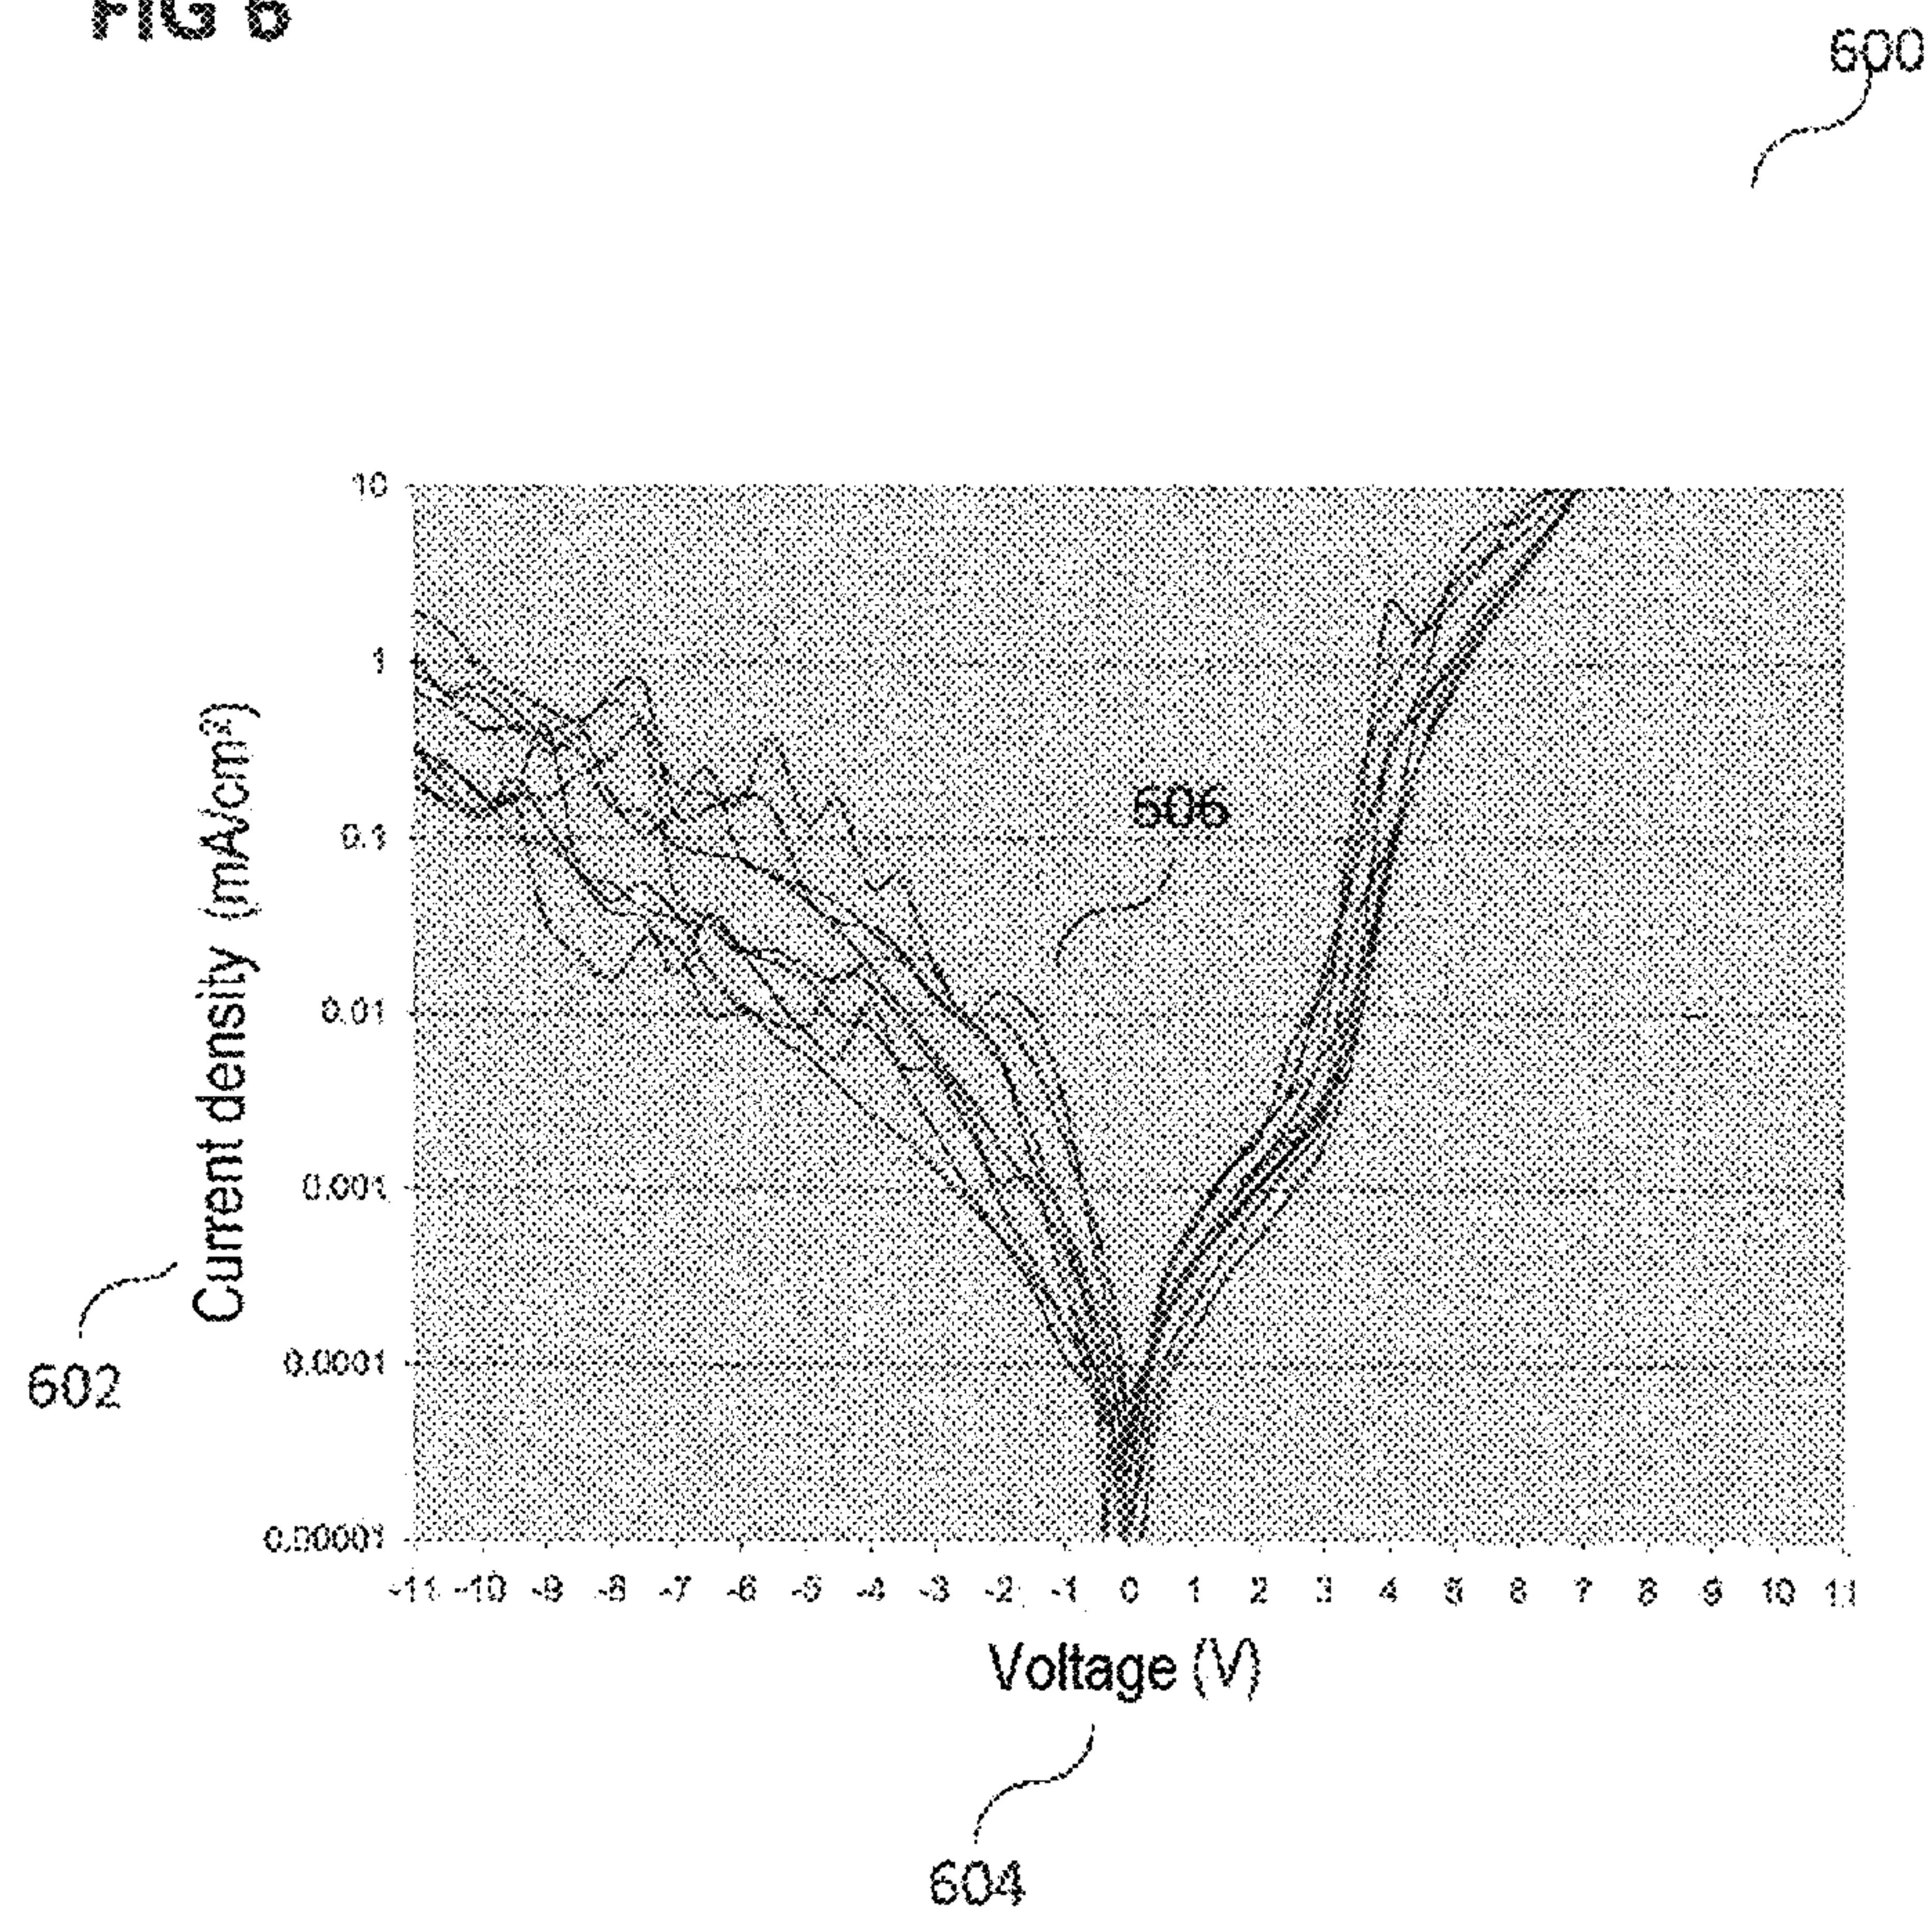 FIG 6
600
10
1
0.1
0.01
0.001
0.0001
0.00001
Current density (mA/cm²)
602
606
-11 -10 -9 -8 -7 -6 -5 -4 -3 -2 -1 0 1 2 3 4 5 6 7 8 9 10 11
Voltage (V)
604